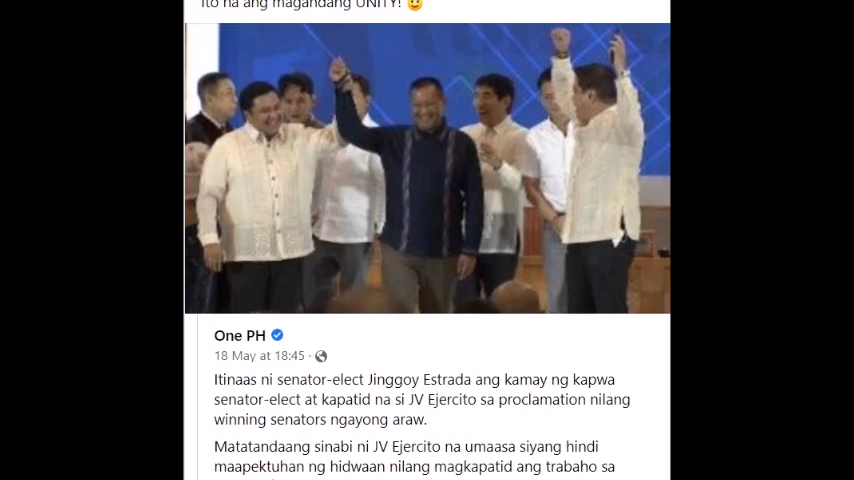 Ito na ang magandang UNITY! 🙂
One PH
18 May at 18:45 ·
Itinaas ni senator-elect Jinggoy Estrada ang kamay ng kapwa
senator-elect at kapatid na si JV Ejercito sa proclamation nilang
winning senators ngayong araw.
Matatandaang sinabi ni JV Ejercito na umaasa siyang hindi
maapektuhan ng hidwaan nilang magkapatid ang trabaho sa